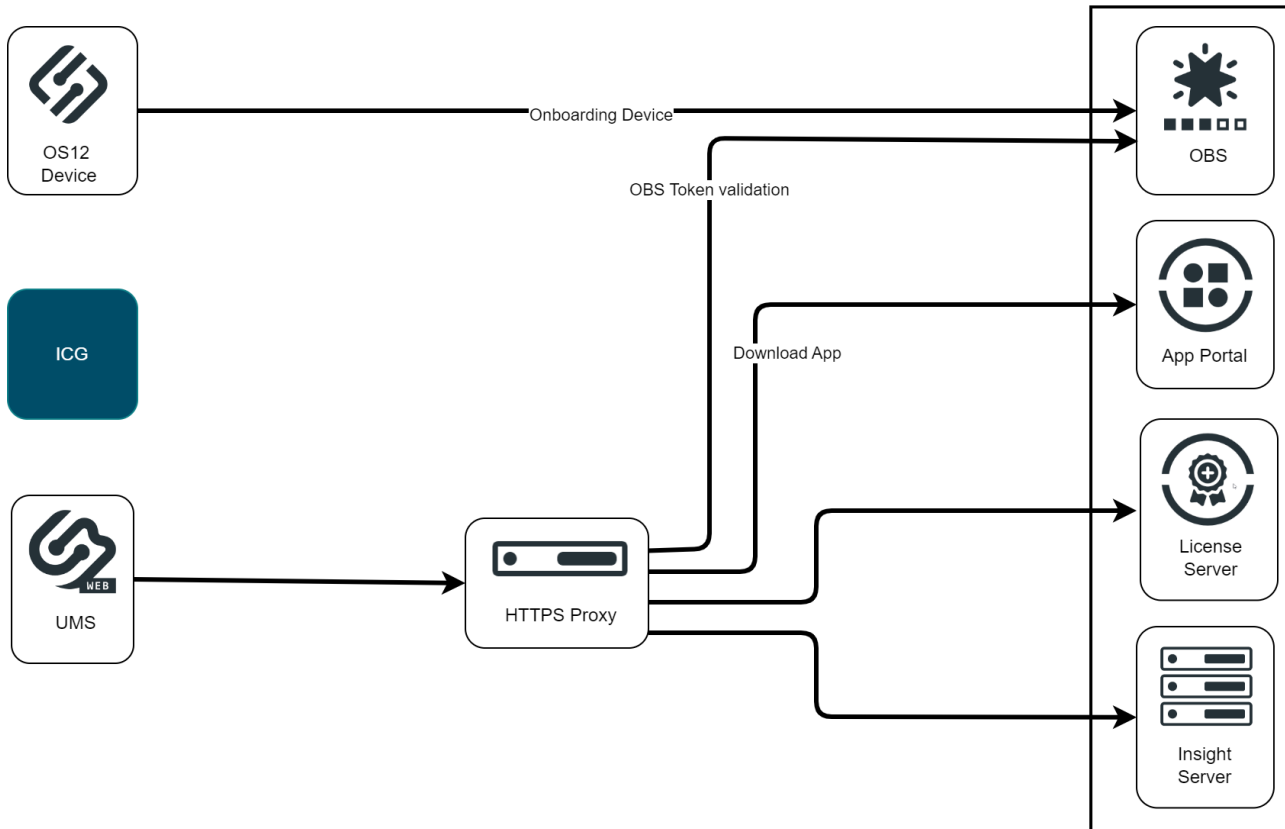 OS12
Device
Onboarding Device
OBS
OBS Token validation
App Portal
Download App
ICG
License
Server
WEB
UMS
HTTPS Proxy
Insight
Server